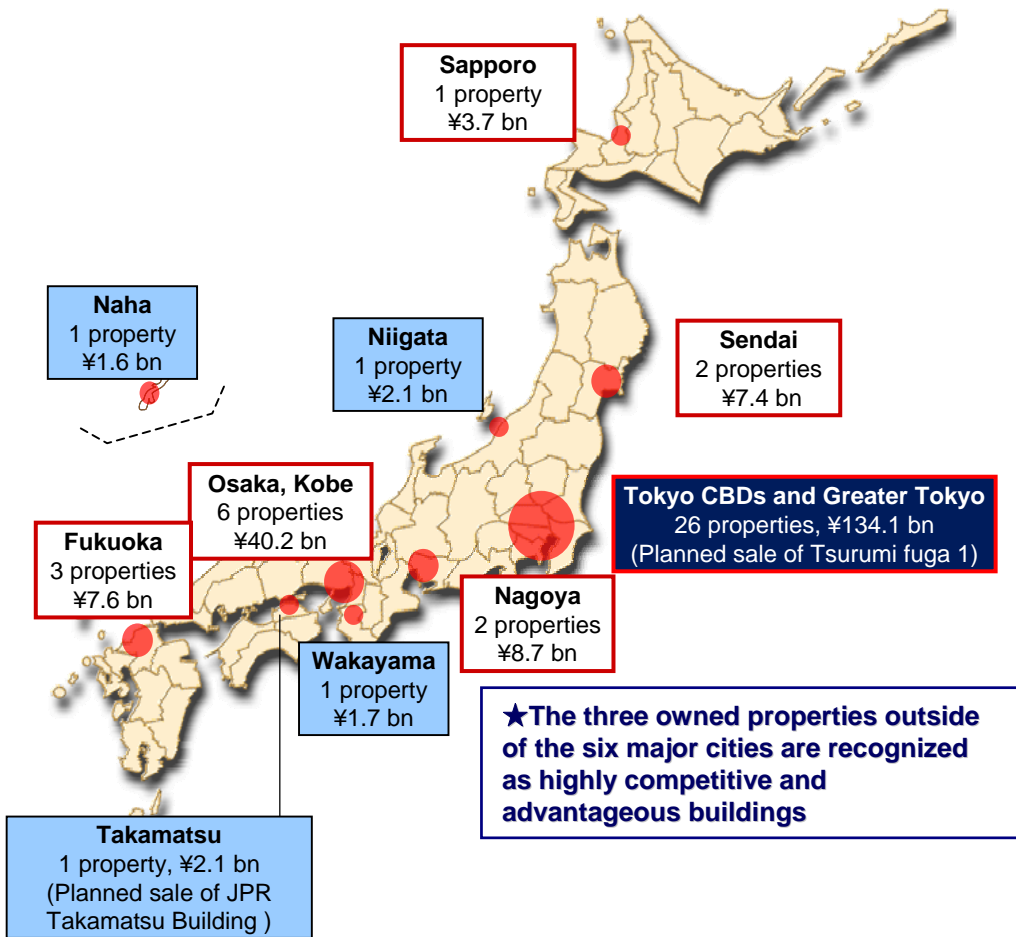 Sapporo
1 property
¥3.7 bn
Naha
1 property
¥1.6 bn
Niigata
1 property
¥2.1 bn
Sendai
2 properties
¥7.4 bn
Osaka, Kobe
6 properties
¥40.2 bn
Tokyo CBDs and Greater Tokyo
26 properties, ¥134.1 bn
(Planned sale of Tsurumi fuga 1)
Fukuoka
3 properties
¥7.6 bn
Nagoya
2 properties
¥8.7 bn
Wakayama
1 property
¥1.7 bn
★The three owned properties outside
of the six major cities are recognized
as highly competitive and
advantageous buildings
Takamatsu
1 property, ¥2.1 bn
(Planned sale of JPR
Takamatsu Building )